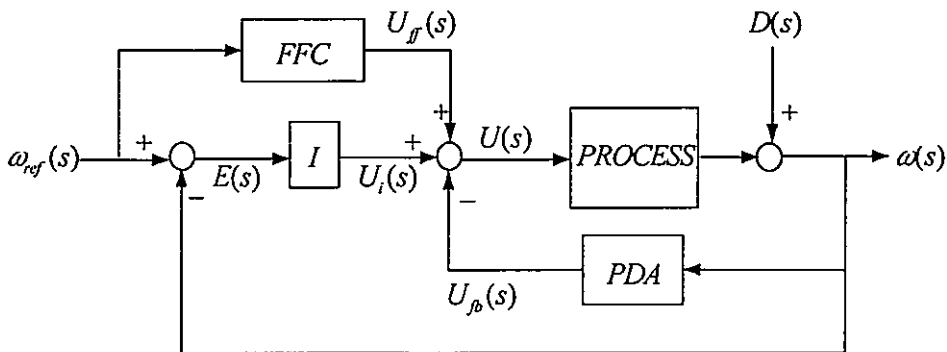 U_ff(s)
D(s)
FFC
+
+
ω_ref(s)
+
E(s)
I
+
U_i(s)
U(s)
PROCESS
ω(s)
−
−
U_fb(s)
PDA